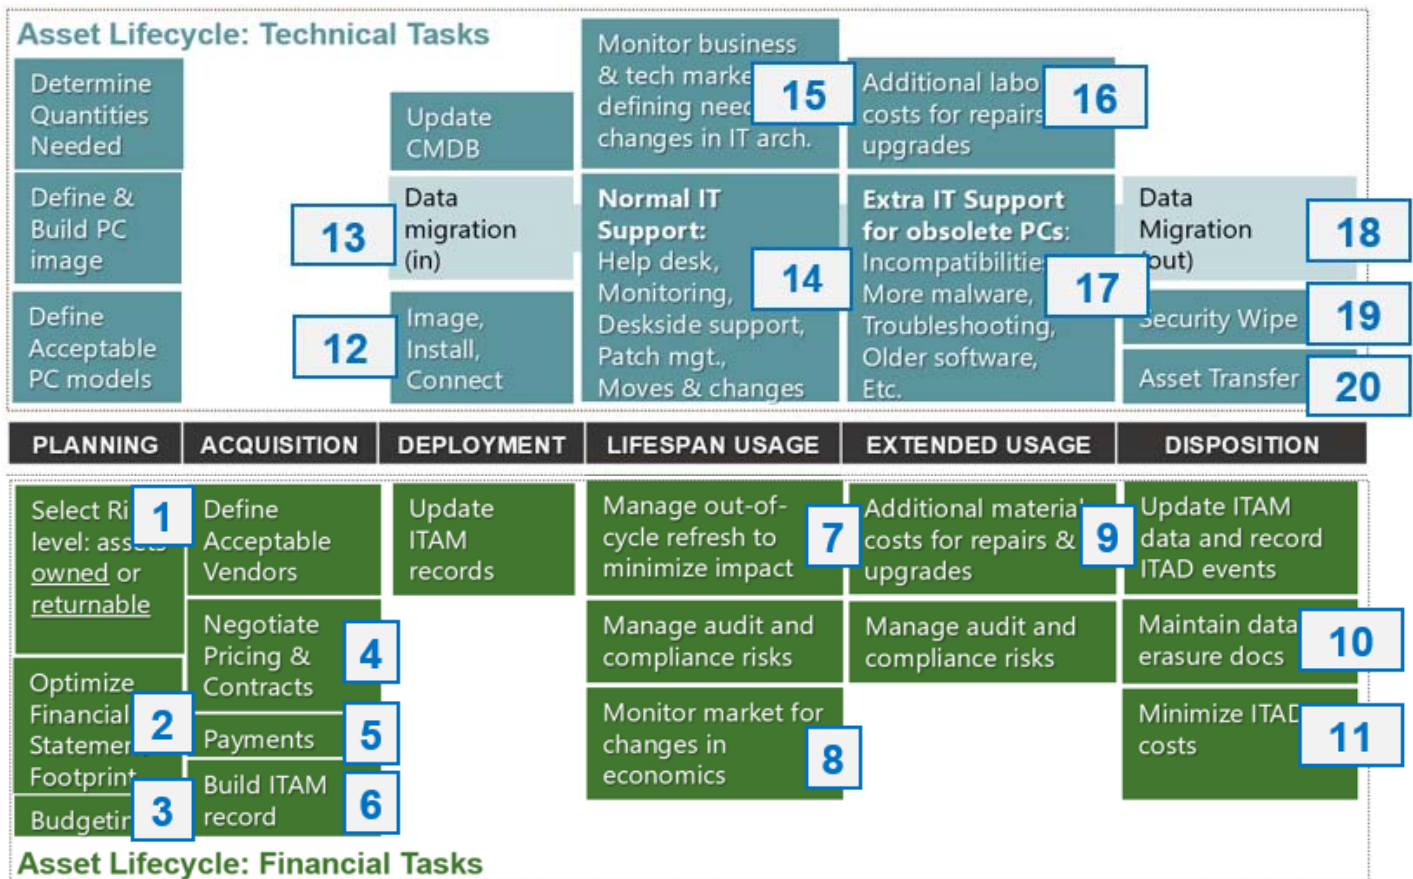 Asset Lifecycle: Technical Tasks
Determine
Quantities
Needed
Define &
Build PC
image
Define
Acceptable
PC models
Update
CMDB
13
Data
migration
(in)
12
Image,
Install,
Connect
Monitor business
& tech marke
15
defining need
changes in IT arch.
Normal IT
Support:
Help desk,
14
Monitoring,
Deskside support,
Patch mgt.,
Moves & changes
Additional labo
16
costs for repairs
upgrades
Extra IT Support
for obsolete PCs:
Incompatibilitie
17
More malware,
Troubleshooting,
Older software,
Etc.
Data
Migration
18
(out)
Security Wipe
19
Asset Transfer
20
PLANNING
ACQUISITION
DEPLOYMENT
LIFESPAN USAGE
EXTENDED USAGE
DISPOSITION
Select Ri
1
level: assets
owned or
returnable
Optimize
Financial
2
Statement
Footprint
Budgetin
3
Define
Acceptable
Vendors
Negotiate
Pricing &
4
Contracts
Payments
5
Build ITAM
6
record
Update
ITAM
records
Manage out-of-
cycle refresh to
7
minimize impact
Manage audit and
compliance risks
Monitor market for
changes in
8
economics
Additional material
costs for repairs &
9
upgrades
Manage audit and
compliance risks
Update ITAM
data and record
ITAD events
Maintain data
10
erasure docs
Minimize ITAD
11
costs
Asset Lifecycle: Financial Tasks